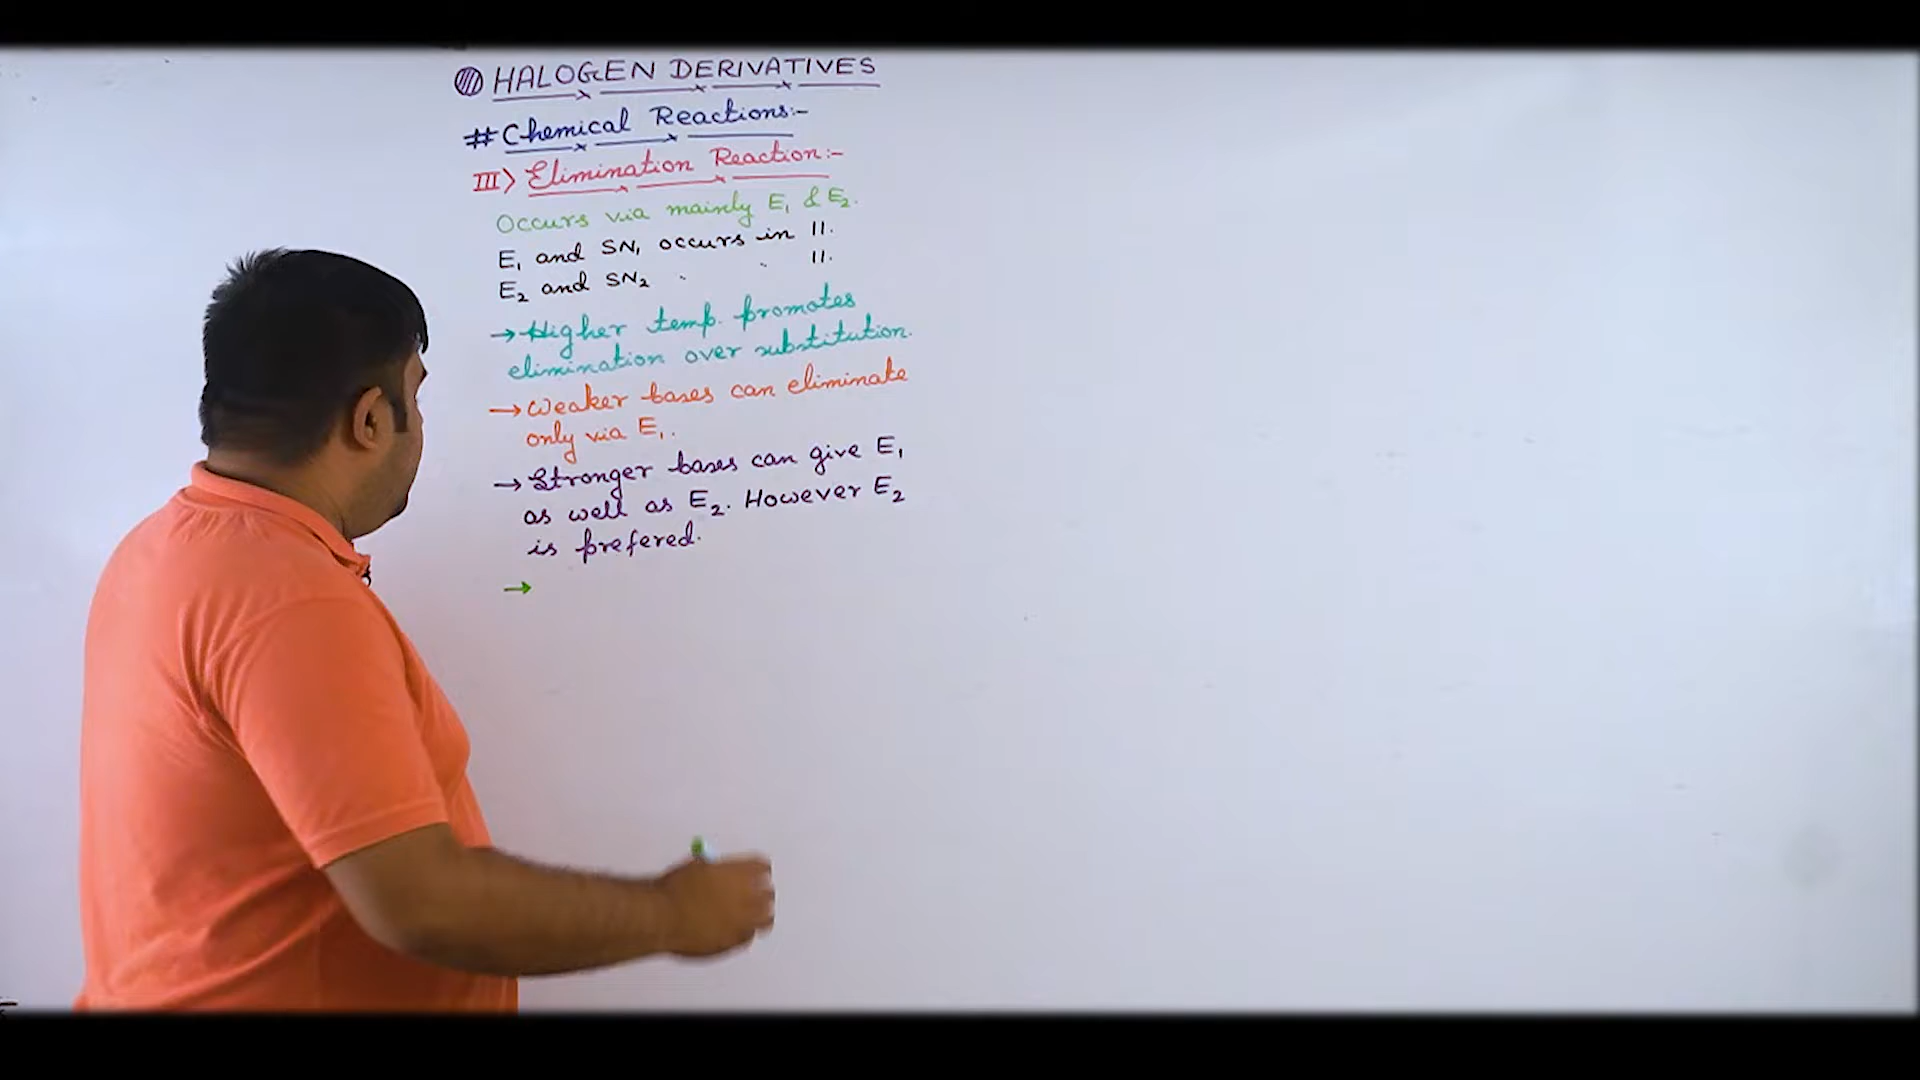 HALOGEN DERIVATIVES
# Chemical Reactions:-
III> Elimination Reaction:-
Occurs via mainly E₁ & E₂.
E₁ and SN₁ occurs in II.
E₂ and SN₂ " " II.
→ Higher temp. promotes
elimination over substitution.
→ Weaker bases can eliminate
only via E₁.
→ Stronger bases can give E₁
as well as E₂. However E₂
is prefered.
→